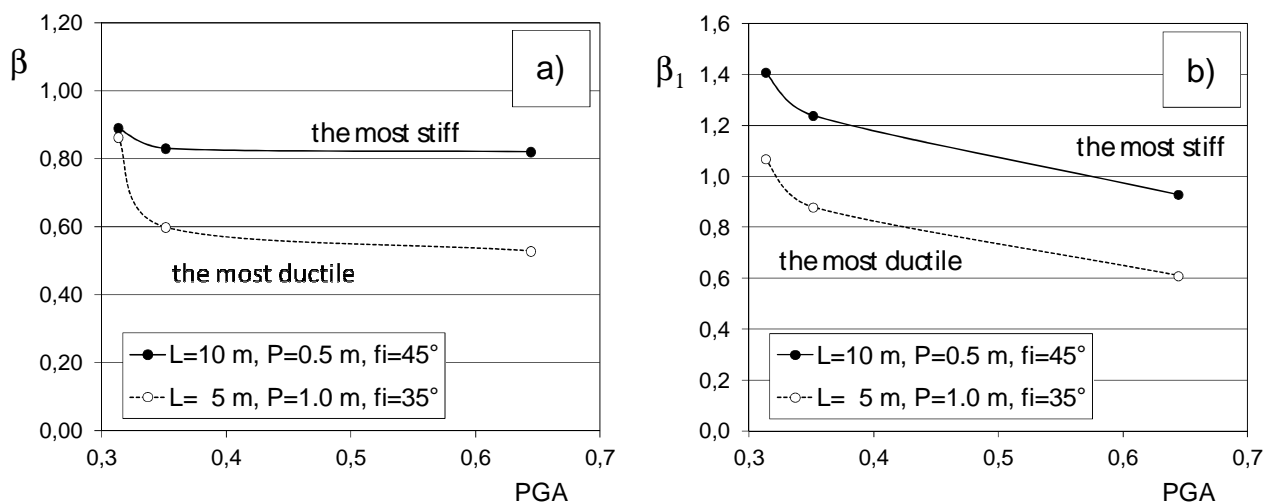 1,20
β
a)
1,00
the most stiff
0,80
0,60
the most ductile
0,40
L=10 m, P=0.5 m, fi=45°
0,20
L= 5 m, P=1.0 m, fi=35°
0,00
0,3 0,4 0,5 0,6 0,7
PGA
1,6
β1
b)
1,4
1,2
the most stiff
1,0
0,8
the most ductile
0,6
0,4
L=10 m, P=0.5 m, fi=45°
0,2
L= 5 m, P=1.0 m, fi=35°
0,0
0,3 0,4 0,5 0,6 0,7
PGA